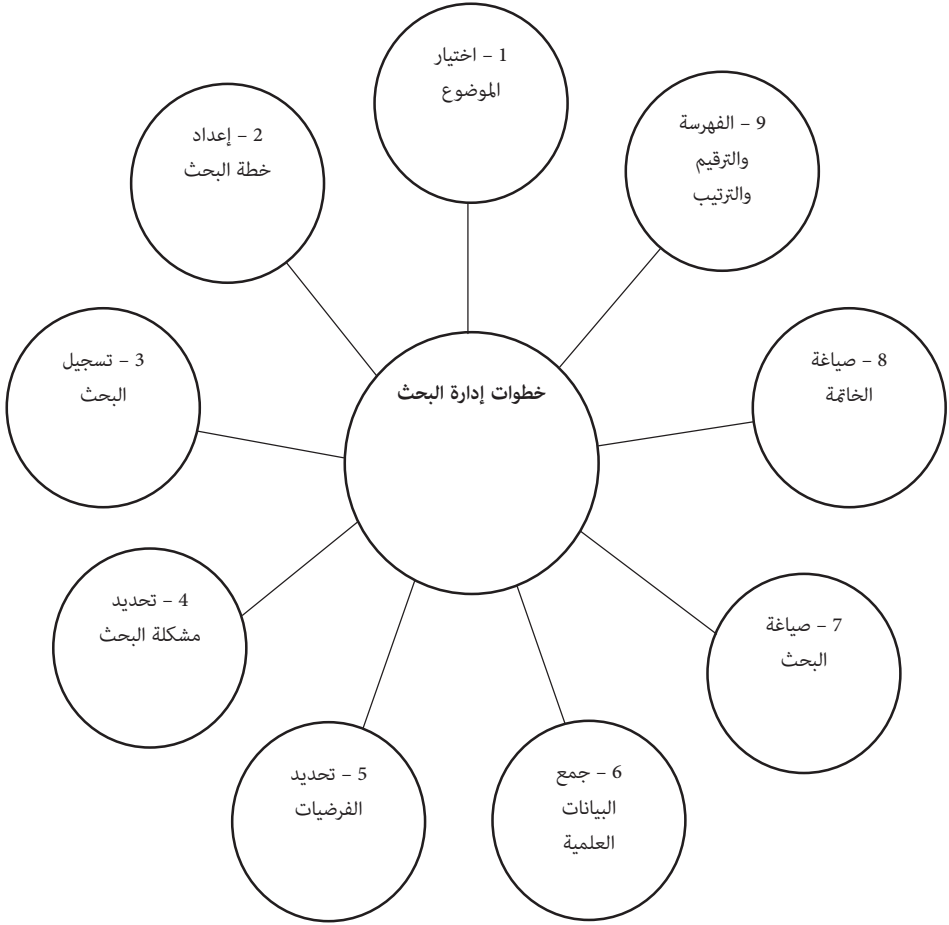 خطوات إدارة البحث
1 – اختيار
الموضوع
2 – إعداد
خطة البحث
3 – تسجيل
البحث
4 – تحديد
مشكلة البحث
5 – تحديد
الفرضيات
6 – جمع
البيانات
العلمية
7 – صياغة
البحث
8 – صياغة
الخاتمة
9 – الفهرسة
والترقيم
والترتيب